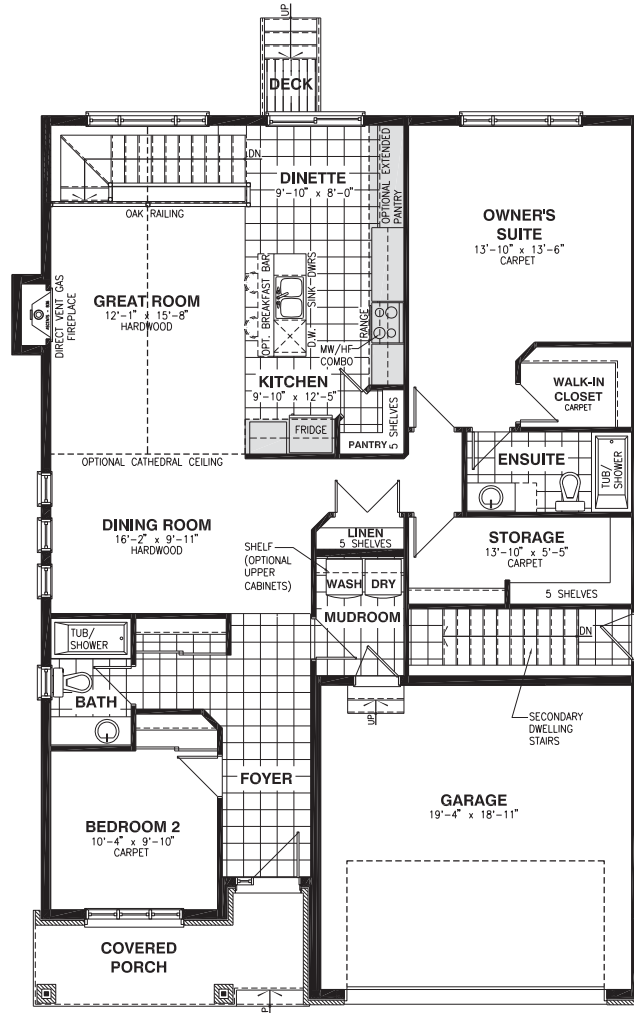 UP
DECK
DN
DINETTE
9'-10" x 8'-0"
OPTIONAL EXTENDED
PANTRY
OAK RAILING
OWNER'S
SUITE
13'-10" x 13'-6"
CARPET
DIRECT VENT GAS
FIREPLACE
GREAT ROOM
12'-1" x 15'-8"
HARDWOOD
OPT. BREAKFAST BAR
SINK
DWRS
D.W.
RANGE
MW/HF
COMBO
KITCHEN
9'-10" x 12'-5"
FRIDGE
PANTRY
5 SHELVES
WALK-IN
CLOSET
CARPET
OPTIONAL CATHEDRAL CEILING
ENSUITE
TUB/
SHOWER
DINING ROOM
16'-2" x 9'-11"
HARDWOOD
LINEN
5 SHELVES
STORAGE
13'-10" x 5'-5"
CARPET
5 SHELVES
SHELF
(OPTIONAL
UPPER
CABINETS)
WASH
DRY
MUDROOM
DN
TUB/
SHOWER
BATH
UP
SECONDARY
DWELLING
STAIRS
FOYER
BEDROOM 2
10'-4" x 9'-10"
CARPET
GARAGE
19'-4" x 18'-11"
COVERED
PORCH
UP